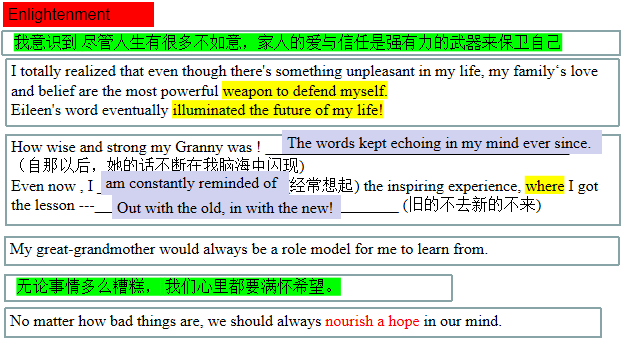 Enlightenment
我意识到 尽管人生有很多不如意，家人的爱与信任是强有力的武器来保卫自己
I totally realized that even though there's something unpleasant in my life, my family‘s love
and belief are the most powerful weapon to defend myself.
Eileen's word eventually illuminated the future of my life!
How wise and strong my Granny was ! The words kept echoing in my mind ever since.
（自那以后，她的话不断在我脑海中闪现)
Even now , I am constantly reminded of 经常想起) the inspiring experience, where I got
the lesson ---__ Out with the old, in with the new! ________ (旧的不去新的不来)
My great-grandmother would always be a role model for me to learn from.
无论事情多么糟糕， 我们心里都要满怀希望。
No matter how bad things are, we should always nourish a hope in our mind.